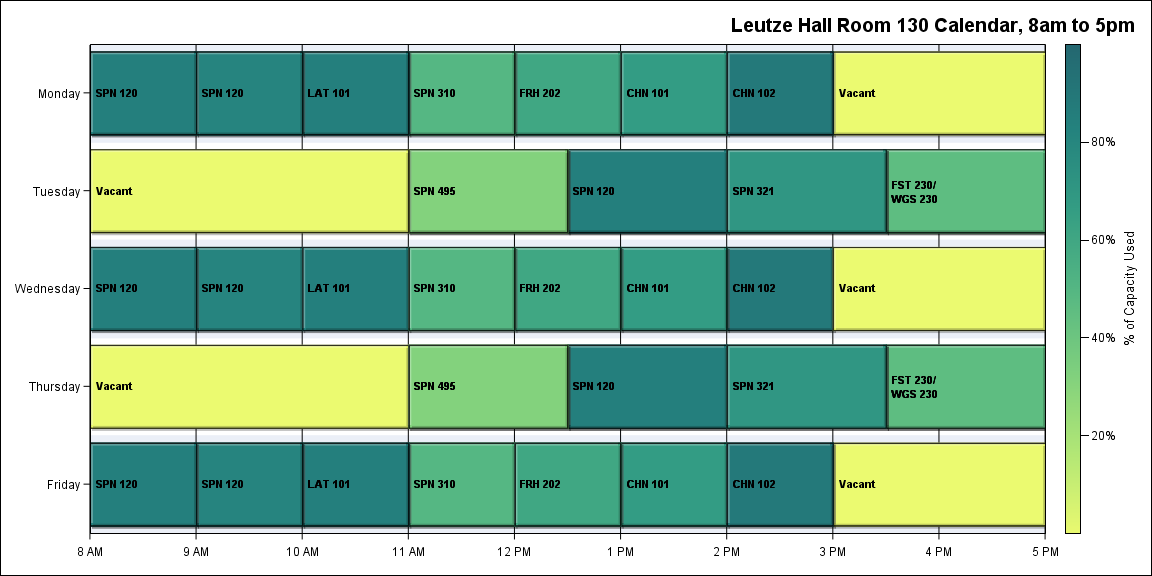 Leutze Hall Room 130 Calendar, 8am to 5pm
Monday
SPN 120
SPN 120
LAT 101
SPN 310
FRH 202
CHN 101
CHN 102
Vacant
Tuesday
Vacant
SPN 495
SPN 120
SPN 321
FST 230/
WGS 230
Wednesday
SPN 120
SPN 120
LAT 101
SPN 310
FRH 202
CHN 101
CHN 102
Vacant
Thursday
Vacant
SPN 495
SPN 120
SPN 321
FST 230/
WGS 230
Friday
SPN 120
SPN 120
LAT 101
SPN 310
FRH 202
CHN 101
CHN 102
Vacant
8 AM
9 AM
10 AM
11 AM
12 PM
1 PM
2 PM
3 PM
4 PM
5 PM
80%
60%
40%
20%
% of Capacity Used